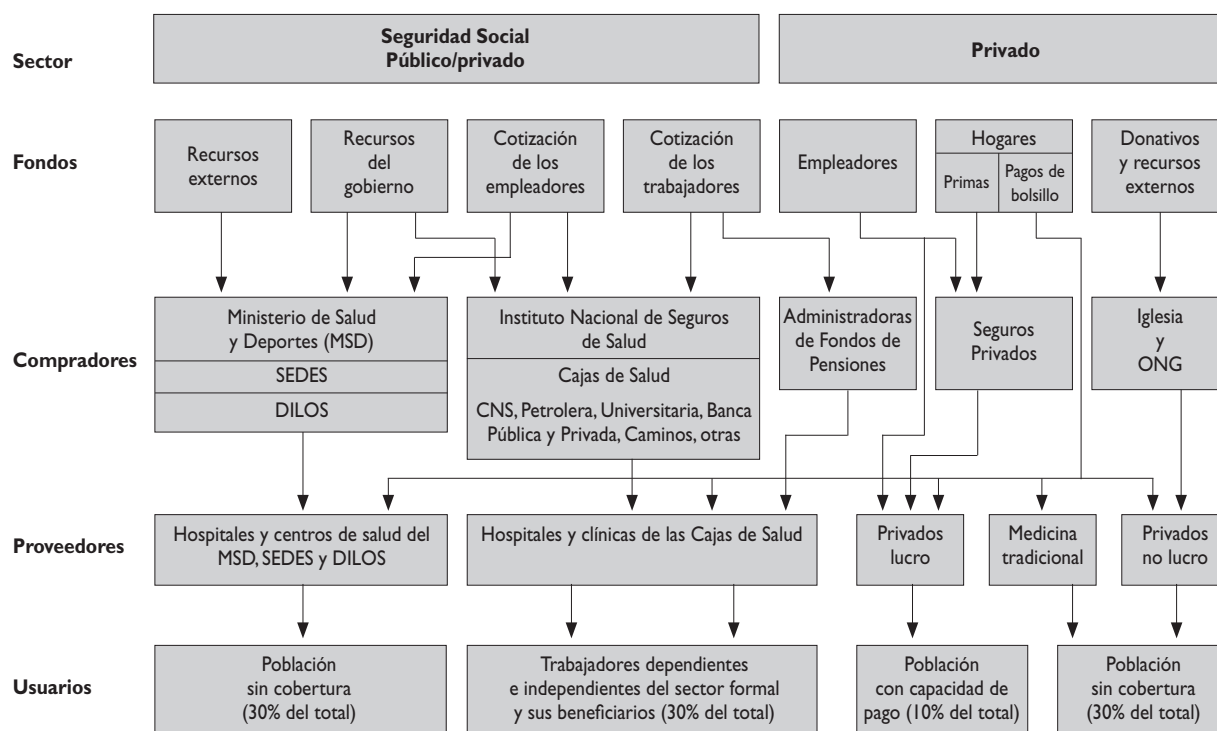 Sector
Seguridad Social
Público/privado
Privado
Fondos
Recursos
externos
Recursos
del
gobierno
Cotización
de los
empleadores
Cotización
de los
trabajadores
Empleadores
Hogares
Primas
Pagos de
bolsillo
Donativos
y recursos
externos
Compradores
Ministerio de Salud
y Deportes (MSD)
SEDES
DILOS
Instituto Nacional de Seguros
de Salud
Cajas de Salud
CNS, Petrolera, Universitaria, Banca
Pública y Privada, Caminos, otras
Administradoras
de Fondos de
Pensiones
Seguros
Privados
Iglesia
y
ONG
Proveedores
Hospitales y centros de salud del
MSD, SEDES y DILOS
Hospitales y clínicas de las Cajas de Salud
Privados
lucro
Medicina
tradicional
Privados
no lucro
Usuarios
Población
sin cobertura
(30% del total)
Trabajadores dependientes
e independientes del sector formal
y sus beneficiarios (30% del total)
Población
con capacidad de
pago (10% del total)
Población
sin cobertura
(30% del total)